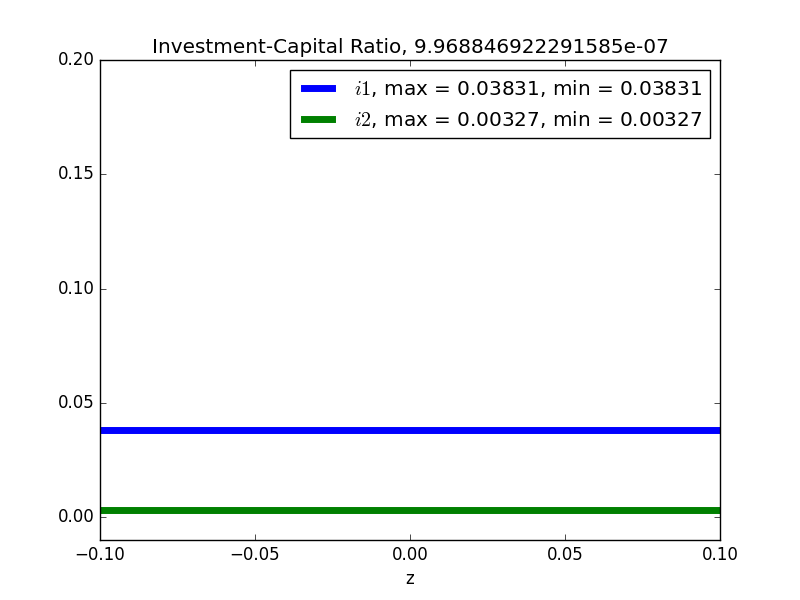 Investment-Capital Ratio, 9.968846922291585e-07
0.20
i1, max = 0.03831, min = 0.03831
i2, max = 0.00327, min = 0.00327
0.15
0.10
0.05
0.00
−0.10 −0.05 0.00 0.05 0.10
z